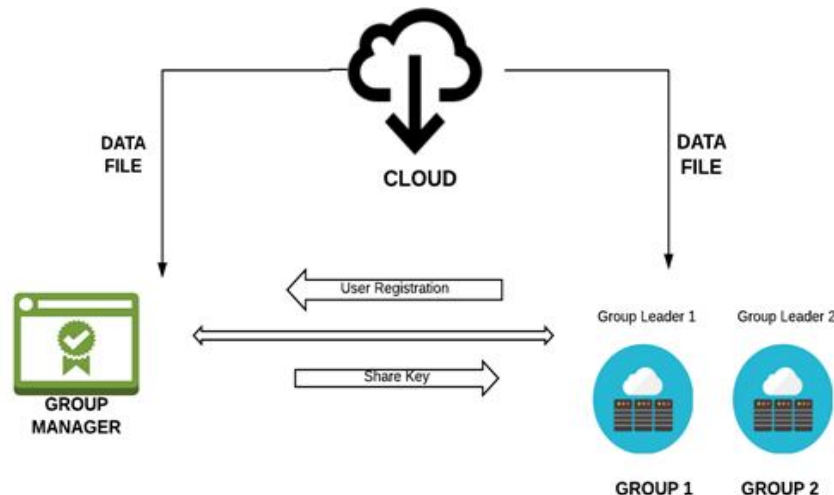 CLOUD
DATA
FILE
DATA
FILE
User Registration
Share Key
GROUP
MANAGER
Group Leader 1
Group Leader 2
GROUP 1
GROUP 2